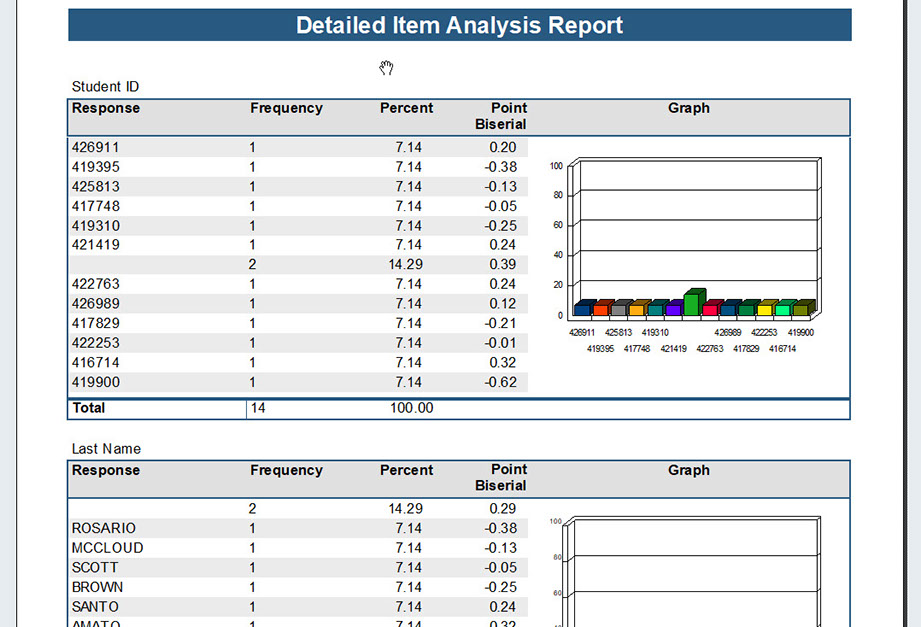 Detailed Item Analysis Report
Student ID
Response Frequency Percent Point Biserial Graph
426911 1 7.14 0.20
419395 1 7.14 -0.38
425813 1 7.14 -0.13
417748 1 7.14 -0.05
419310 1 7.14 -0.25
421419 1 7.14 0.24
2 14.29 0.39
422763 1 7.14 0.24
426989 1 7.14 0.12
417829 1 7.14 -0.21
422253 1 7.14 -0.01
416714 1 7.14 0.32
419900 1 7.14 -0.62
100
80
60
40
20
0
426911 425813 419310 426989 422253 419900
419395 417748 421419 422763 417829 416714
Total 14 100.00
Last Name
Response Frequency Percent Point Biserial Graph
2 14.29 0.29
ROSARIO 1 7.14 -0.38
MCCLOUD 1 7.14 -0.13
SCOTT 1 7.14 -0.05
BROWN 1 7.14 -0.25
SANTO 1 7.14 0.24
AMATO 1 7.14 0.32
100
80
60